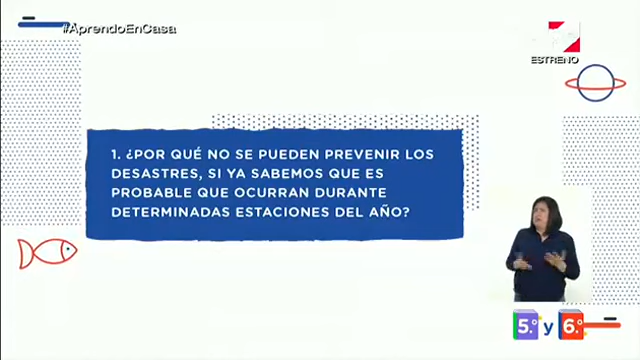 #AprendoEnCasa
ESTRENO
1. ¿POR QUÉ NO SE PUEDEN PREVENIR LOS
DESASTRES, SI YA SABEMOS QUE ES
PROBABLE QUE OCURRAN DURANTE
DETERMINADAS ESTACIONES DEL AÑO?
5.º y 6.º